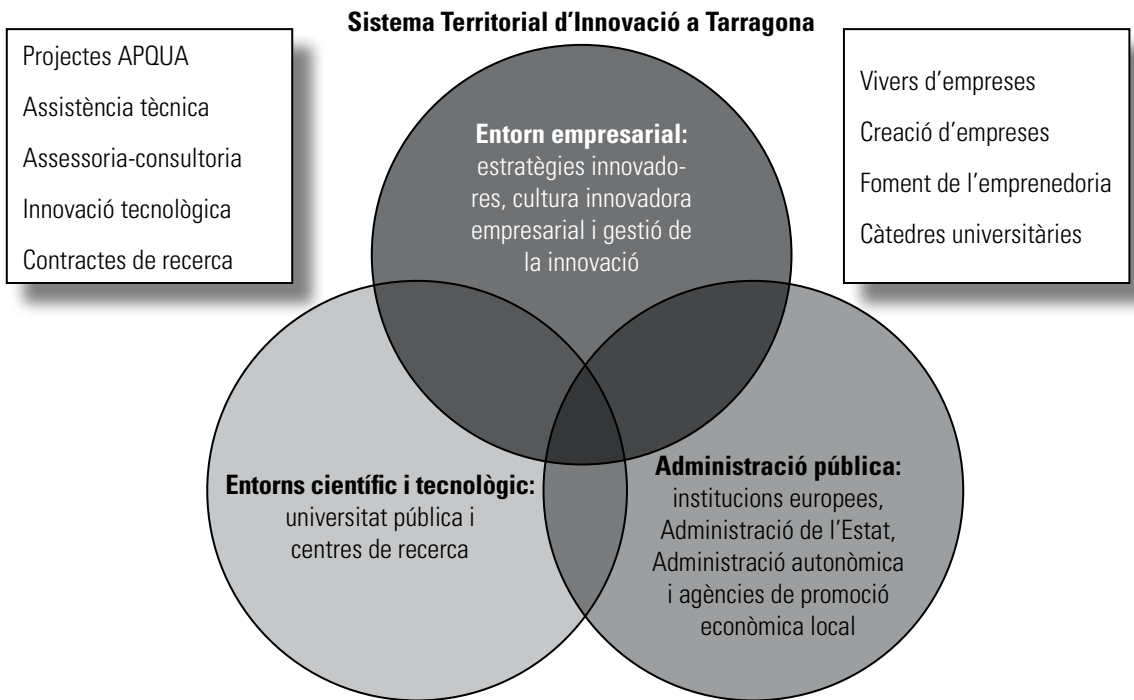 Sistema Territorial d’Innovació a Tarragona
Projectes APQUA
Assistència tècnica
Assessoria-consultoria
Innovació tecnològica
Contractes de recerca
Entorn empresarial:
estratègies innovado-
res, cultura innovadora
empresarial i gestió de
la innovació
Vivers d’empreses
Creació d’empreses
Foment de l’emprenedoria
Càtedres universitàries
Entorns científic i tecnològic:
universitat pública i
centres de recerca
Administració pública:
institucions europees,
Administració de l’Estat,
Administració autonòmica
i agències de promoció
econòmica local